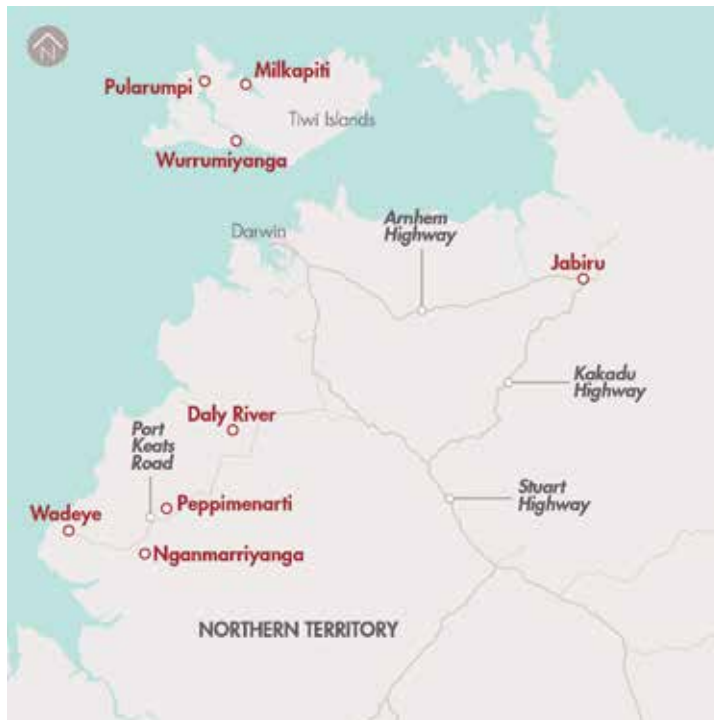 N
Milkapiti
Pularumpi
Tiwi Islands
Wurrumiyanga
Darwin
Arnhem
Highway
Jabiru
Kakadu
Highway
Daly River
Port
Keats
Road
Stuart
Highway
Peppimenarti
Wadeye
Nganmarriyanga
NORTHERN TERRITORY